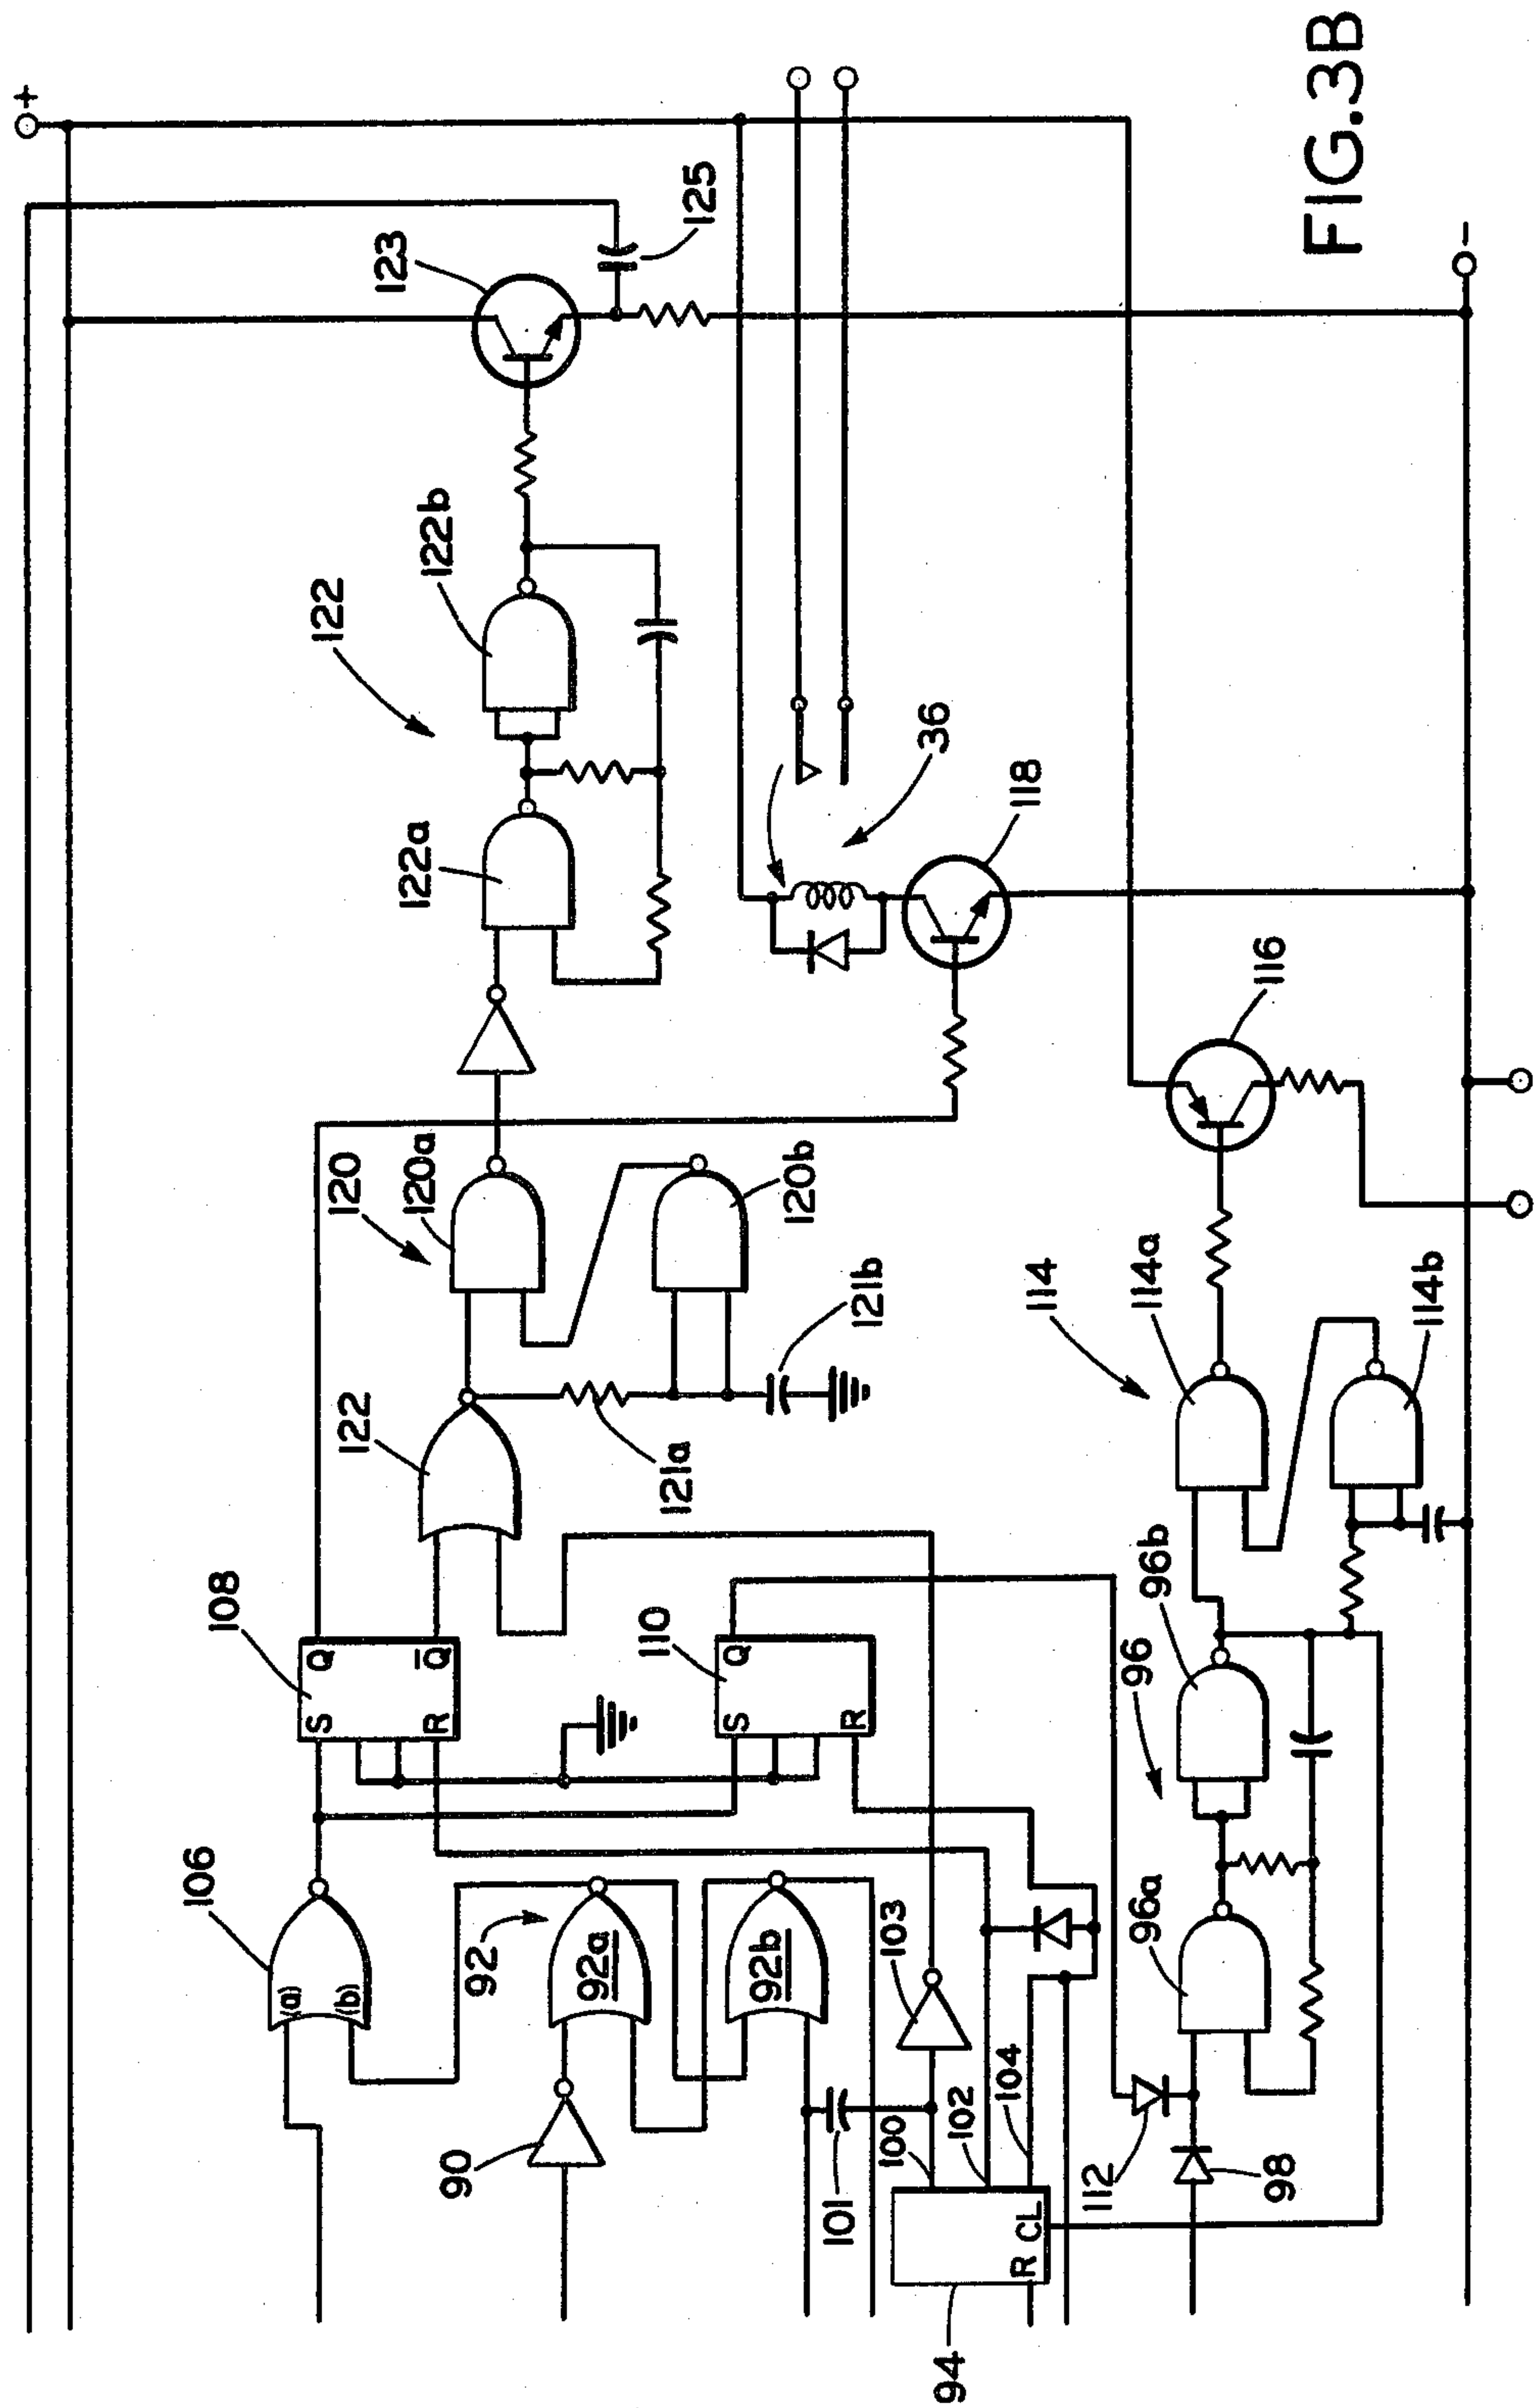 +
123
125
122
122b
122a
120
120a
120b
121b
122
121a
36
118
108
Q
S
Q̅
R
110
Q
S
R
106
(a)
(b)
92
92a
92b
90
103
101
100
102
104
94
R CL
116
114
114a
114b
96
96b
96a
112
98
−
FIG.3B